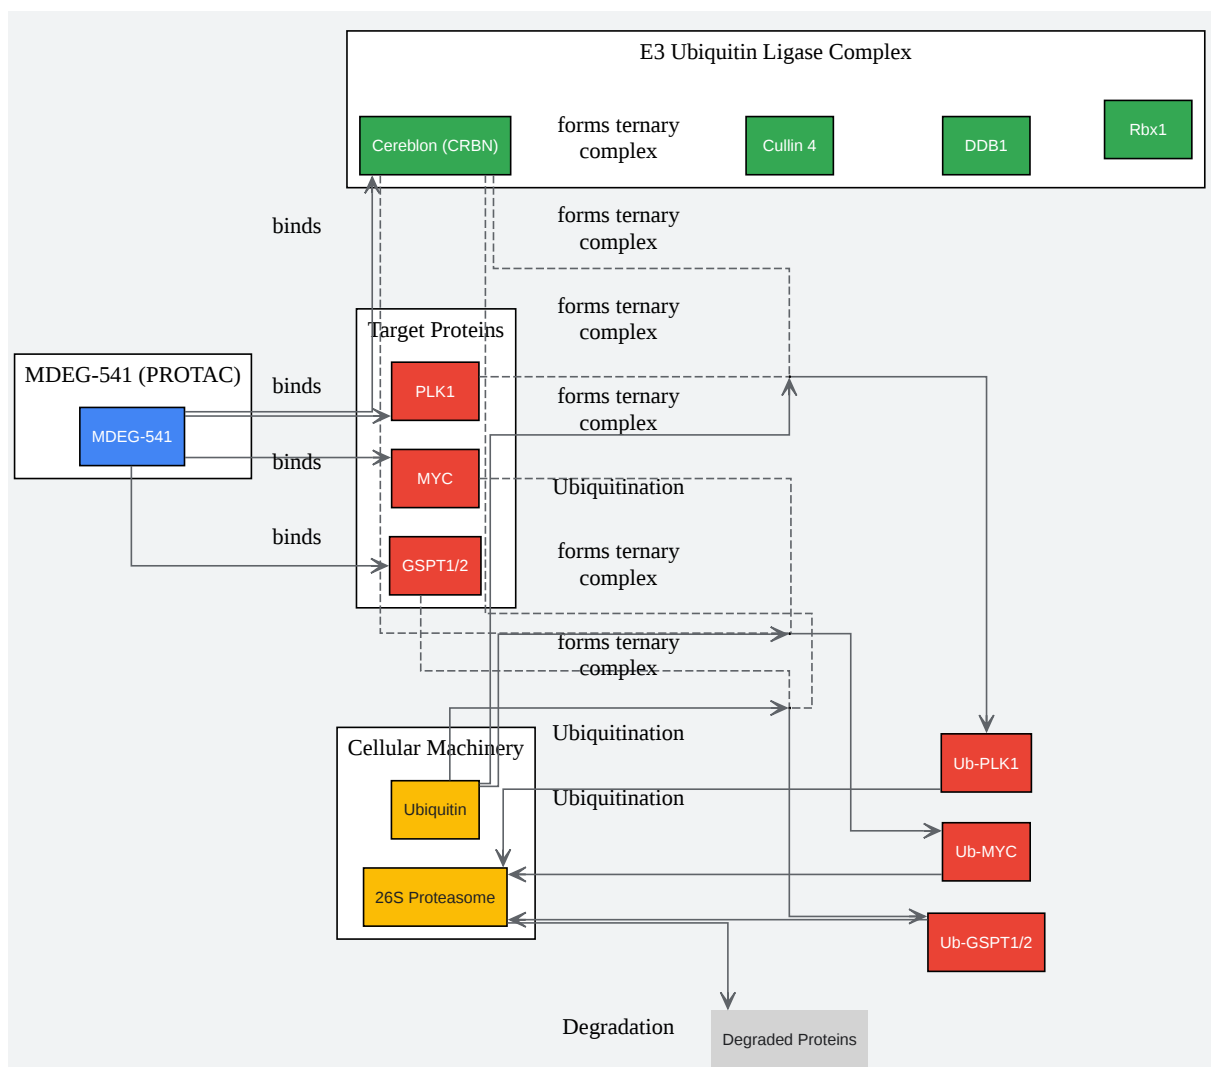 E3 Ubiquitin Ligase Complex
Cereblon (CRBN)
forms ternary
complex
Cullin 4
DDB1
Rbx1
binds
forms ternary
complex
forms ternary
complex
Target Proteins
MDEG-541 (PROTAC)
binds
PLK1
forms ternary
complex
MDEG-541
binds
MYC
Ubiquitination
binds
GSPT1/2
forms ternary
complex
forms ternary
complex
Ubiquitination
Cellular Machinery
Ub-PLK1
Ubiquitination
Ubiquitin
Ub-MYC
26S Proteasome
Ub-GSPT1/2
Degradation
Degraded Proteins